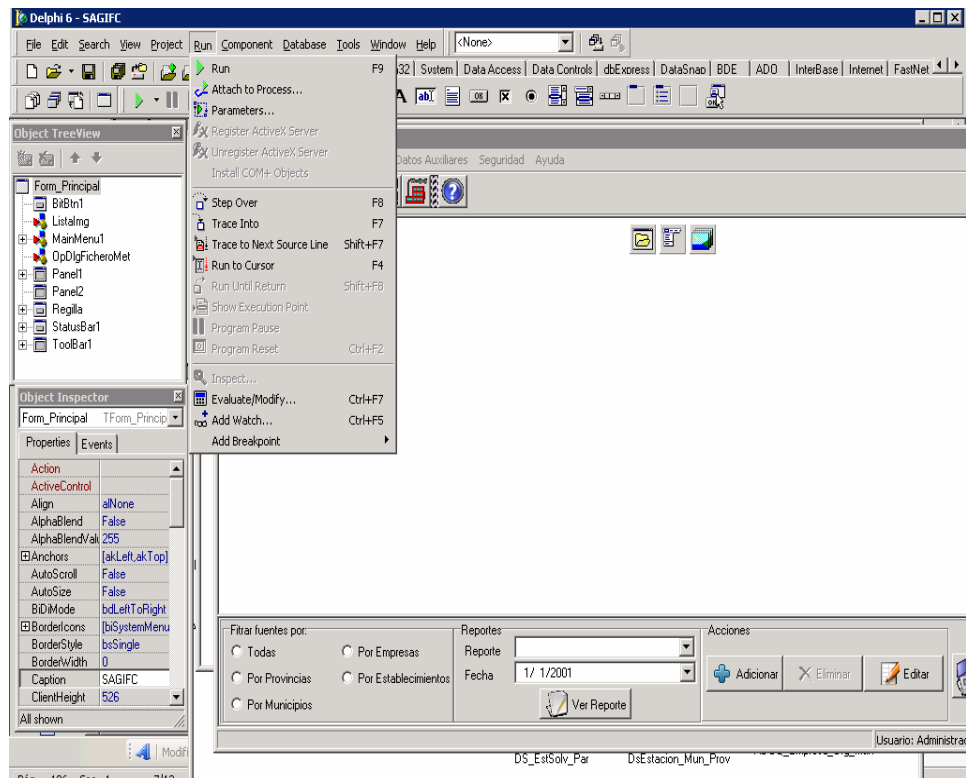 Delphi 6 - SAGIFC
File Edit Search View Project Run Component Database Tools Window Help <None>
System Data Access Data Controls dbExpress DataSnap BDE ADO InterBase Internet FastNet
Run F9
Attach to Process...
Parameters...
Register ActiveX Server
Unregister ActiveX Server
Install COM+ Objects
Step Over F8
Trace Into F7
Trace to Next Source Line Shift+F7
Run to Cursor F4
Run Until Return Shift+F8
Show Execution Point
Program Pause
Program Reset Ctrl+F2
Inspect...
Evaluate/Modify... Ctrl+F7
Add Watch... Ctrl+F5
Add Breakpoint
Object TreeView
Form_Principal
BitBtn1
ListaImg
MainMenu1
OpDlgFicheroMet
Panel1
Panel2
Regilla
StatusBar1
ToolBar1
Datos Auxiliares Seguridad Ayuda
Object Inspector
Form_Principal TForm_Princip
Properties Events
Action
ActiveControl
Align alNone
AlphaBlend False
AlphaBlendVal 255
Anchors [akLeft,akTop]
AutoScroll False
AutoSize False
BiDiMode bdLeftToRight
BorderIcons [biSystemMenu
BorderStyle bsSingle
BorderWidth 0
Caption SAGIFC
ClientHeight 526
All shown
Filtrar fuentes por:
Todas Por Empresas
Por Provincias Por Establecimientos
Por Municipios
Reportes
Reporte
Fecha 1/ 1/2001
Ver Reporte
Acciones
Adicionar Eliminar Editar
Usuario: Administrac
Modifi
DS_EstSolv_Par DsEstacion_Mun_Prov